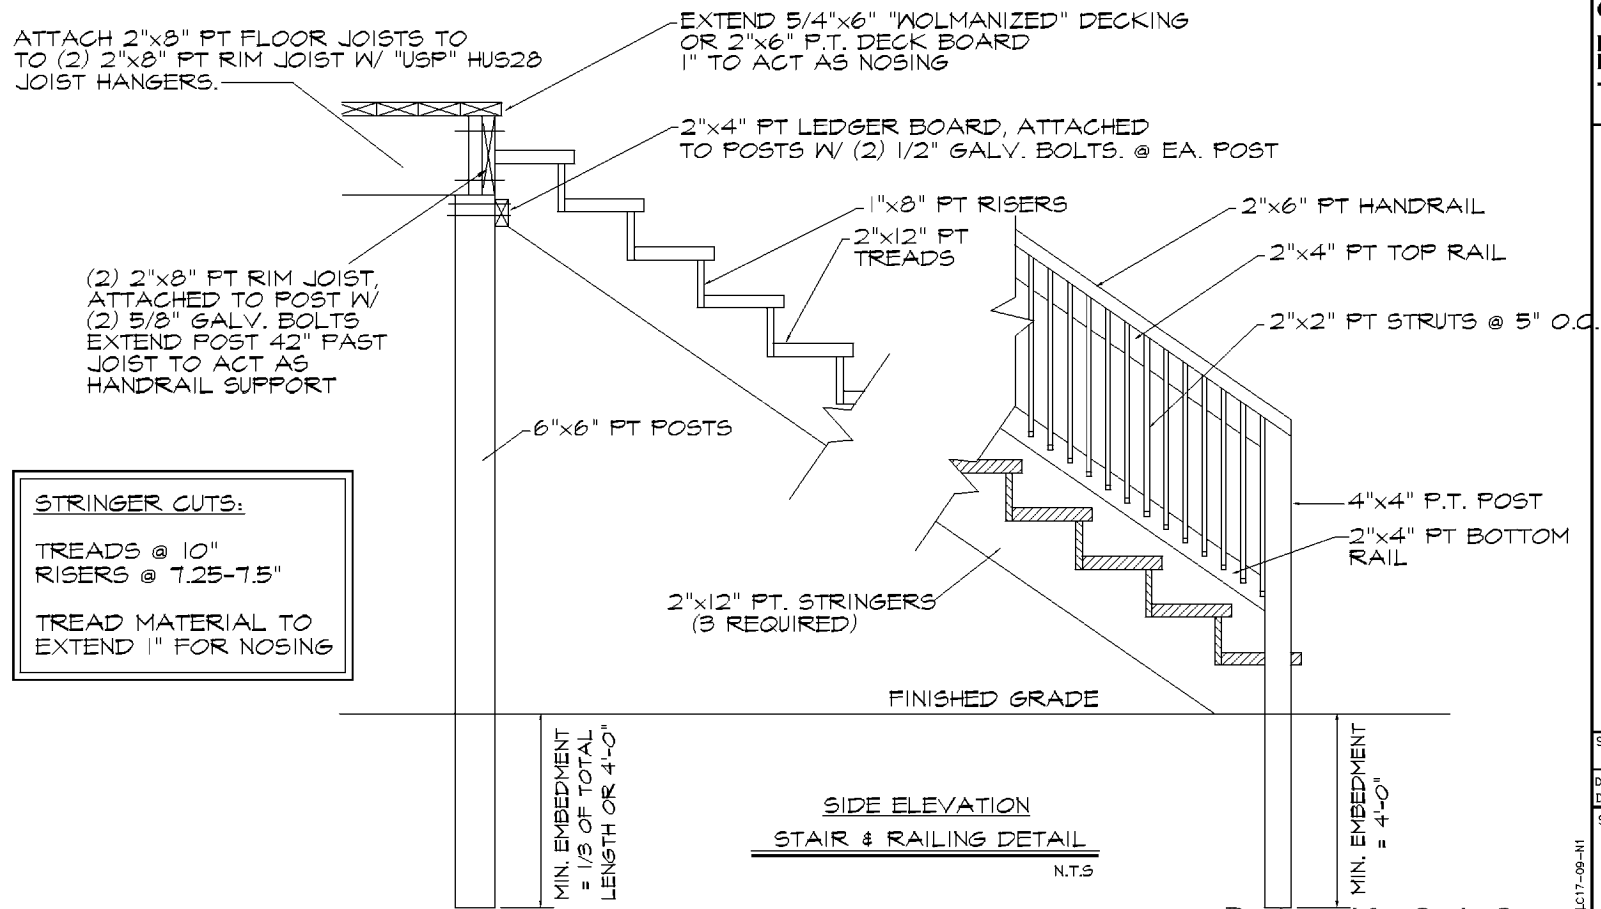 ATTACH 2"x8" PT FLOOR JOISTS TO
TO (2) 2"x8" PT RIM JOIST W/ "USP" HUS28
JOIST HANGERS.
EXTEND 5/4"x6" "WOLMANIZED" DECKING
OR 2"x6" P.T. DECK BOARD
1" TO ACT AS NOSING
2"x4" PT LEDGER BOARD, ATTACHED
TO POSTS W/ (2) 1/2" GALV. BOLTS. @ EA. POST
1"x8" PT RISERS
2"x12" PT
TREADS
2"x6" PT HANDRAIL
2"x4" PT TOP RAIL
2"x2" PT STRUTS @ 5" O.C.
(2) 2"x8" PT RIM JOIST,
ATTACHED TO POST W/
(2) 5/8" GALV. BOLTS
EXTEND POST 42" PAST
JOIST TO ACT AS
HANDRAIL SUPPORT
6"x6" PT POSTS
STRINGER CUTS:
TREADS @ 10"
RISERS @ 7.25-7.5"
TREAD MATERIAL TO
EXTEND 1" FOR NOSING
4"x4" P.T. POST
2"x4" PT BOTTOM
RAIL
2"x12" PT. STRINGERS
(3 REQUIRED)
FINISHED GRADE
MIN. EMBEDMENT
= 1/3 OF TOTAL
LENGTH OR 4'-0"
MIN. EMBEDMENT
= 4'-0"
SIDE ELEVATION
STAIR & RAILING DETAIL
N.T.S
LC17-09-N1